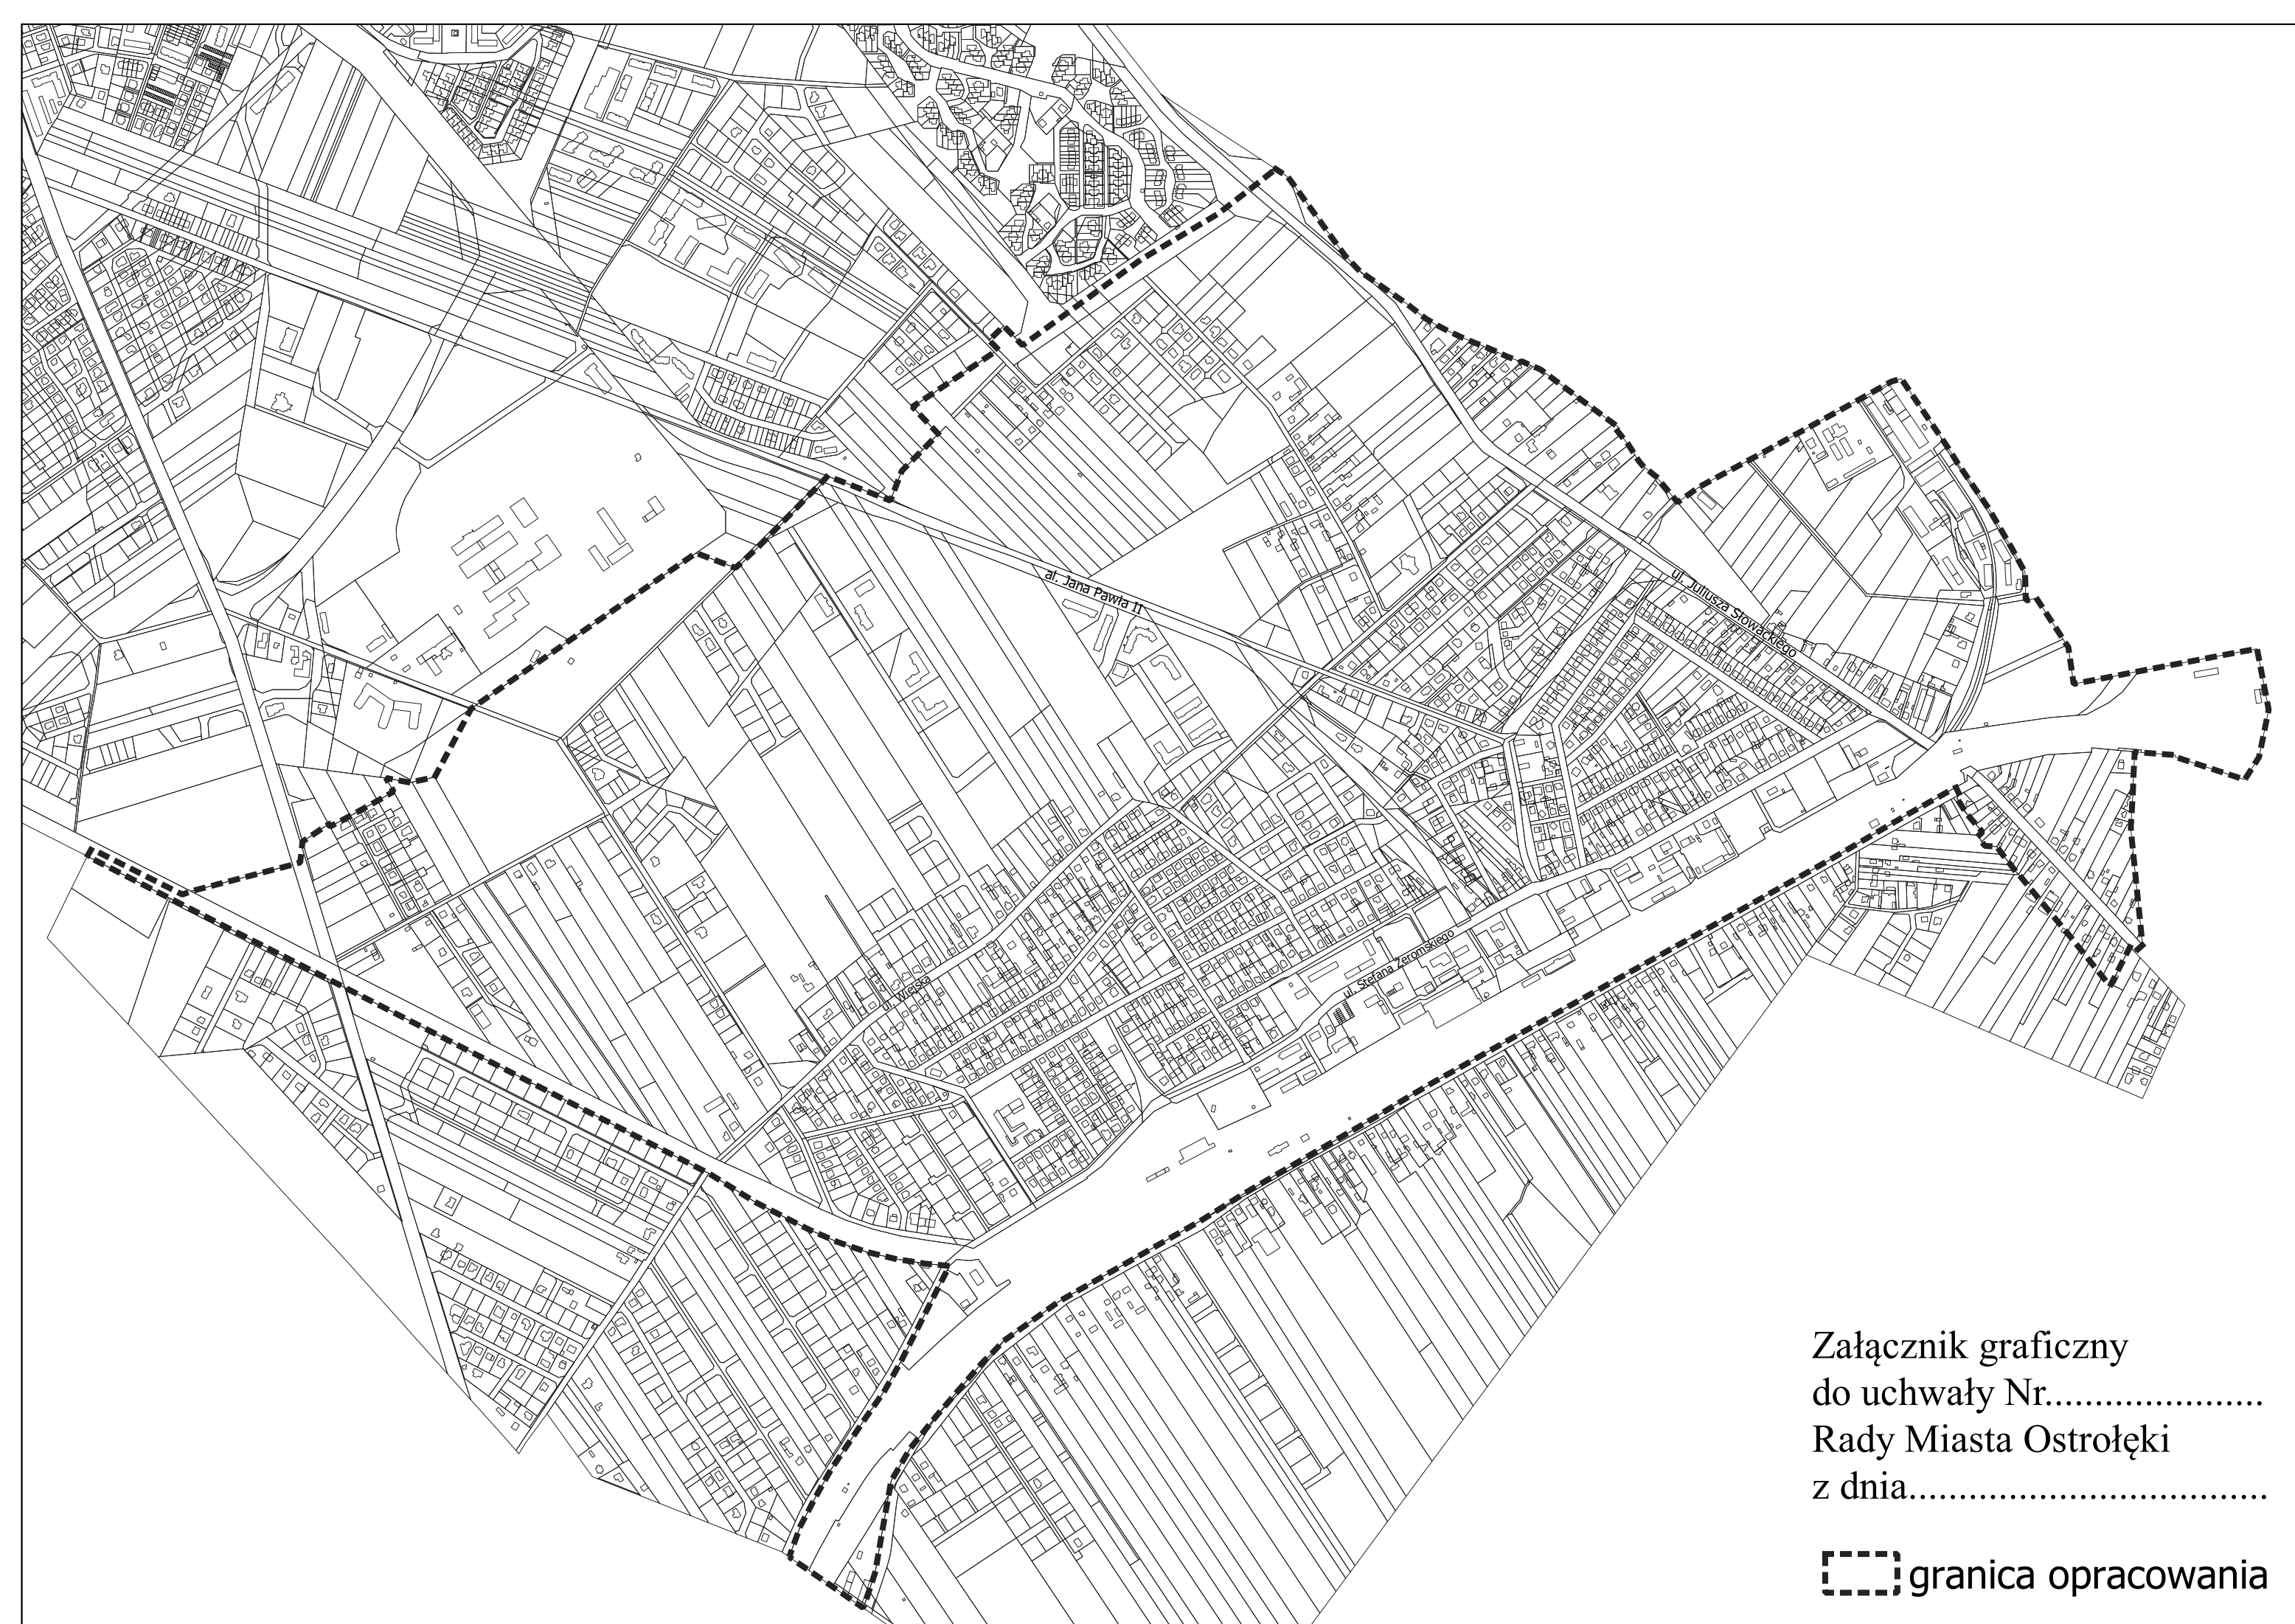 al. Jana Pawła II
ul. Juliusza Słowackiego
ul. Wiejska
ul. Stefana Żeromskiego
Załącznik graficzny
do uchwały Nr......................
Rady Miasta Ostrołęki
z dnia....................................
granica opracowania